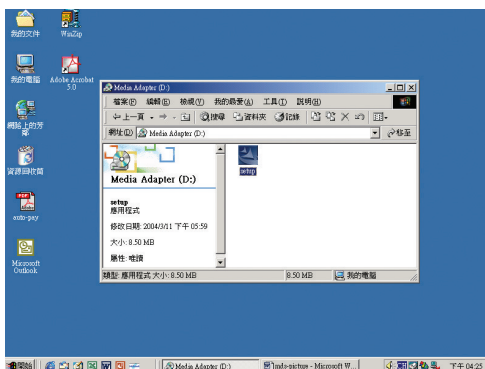 我的文件
WinZip
我的電腦
Adobe Acrobat
5.0
網路上的芳
鄰
資源回收筒
auto-pay
Microsoft
Outlook
Media Adapter (D:)
檔案(F) 編輯(E) 檢視(V) 我的最愛(A) 工具(T) 說明(H)
上一頁 搜尋 資料夾 記錄
網址(D) Media Adapter (D:) 移至
Media Adapter (D:)
setup
setup
應用程式
修改日期: 2004/3/11 下午 05:59
大小: 8.50 MB
屬性: 唯讀
類型: 應用程式 大小: 8.50 MB 8.50 MB 我的電腦
開始 Media Adapter (D:) mds-picture - Microsoft W... 下午 04:25